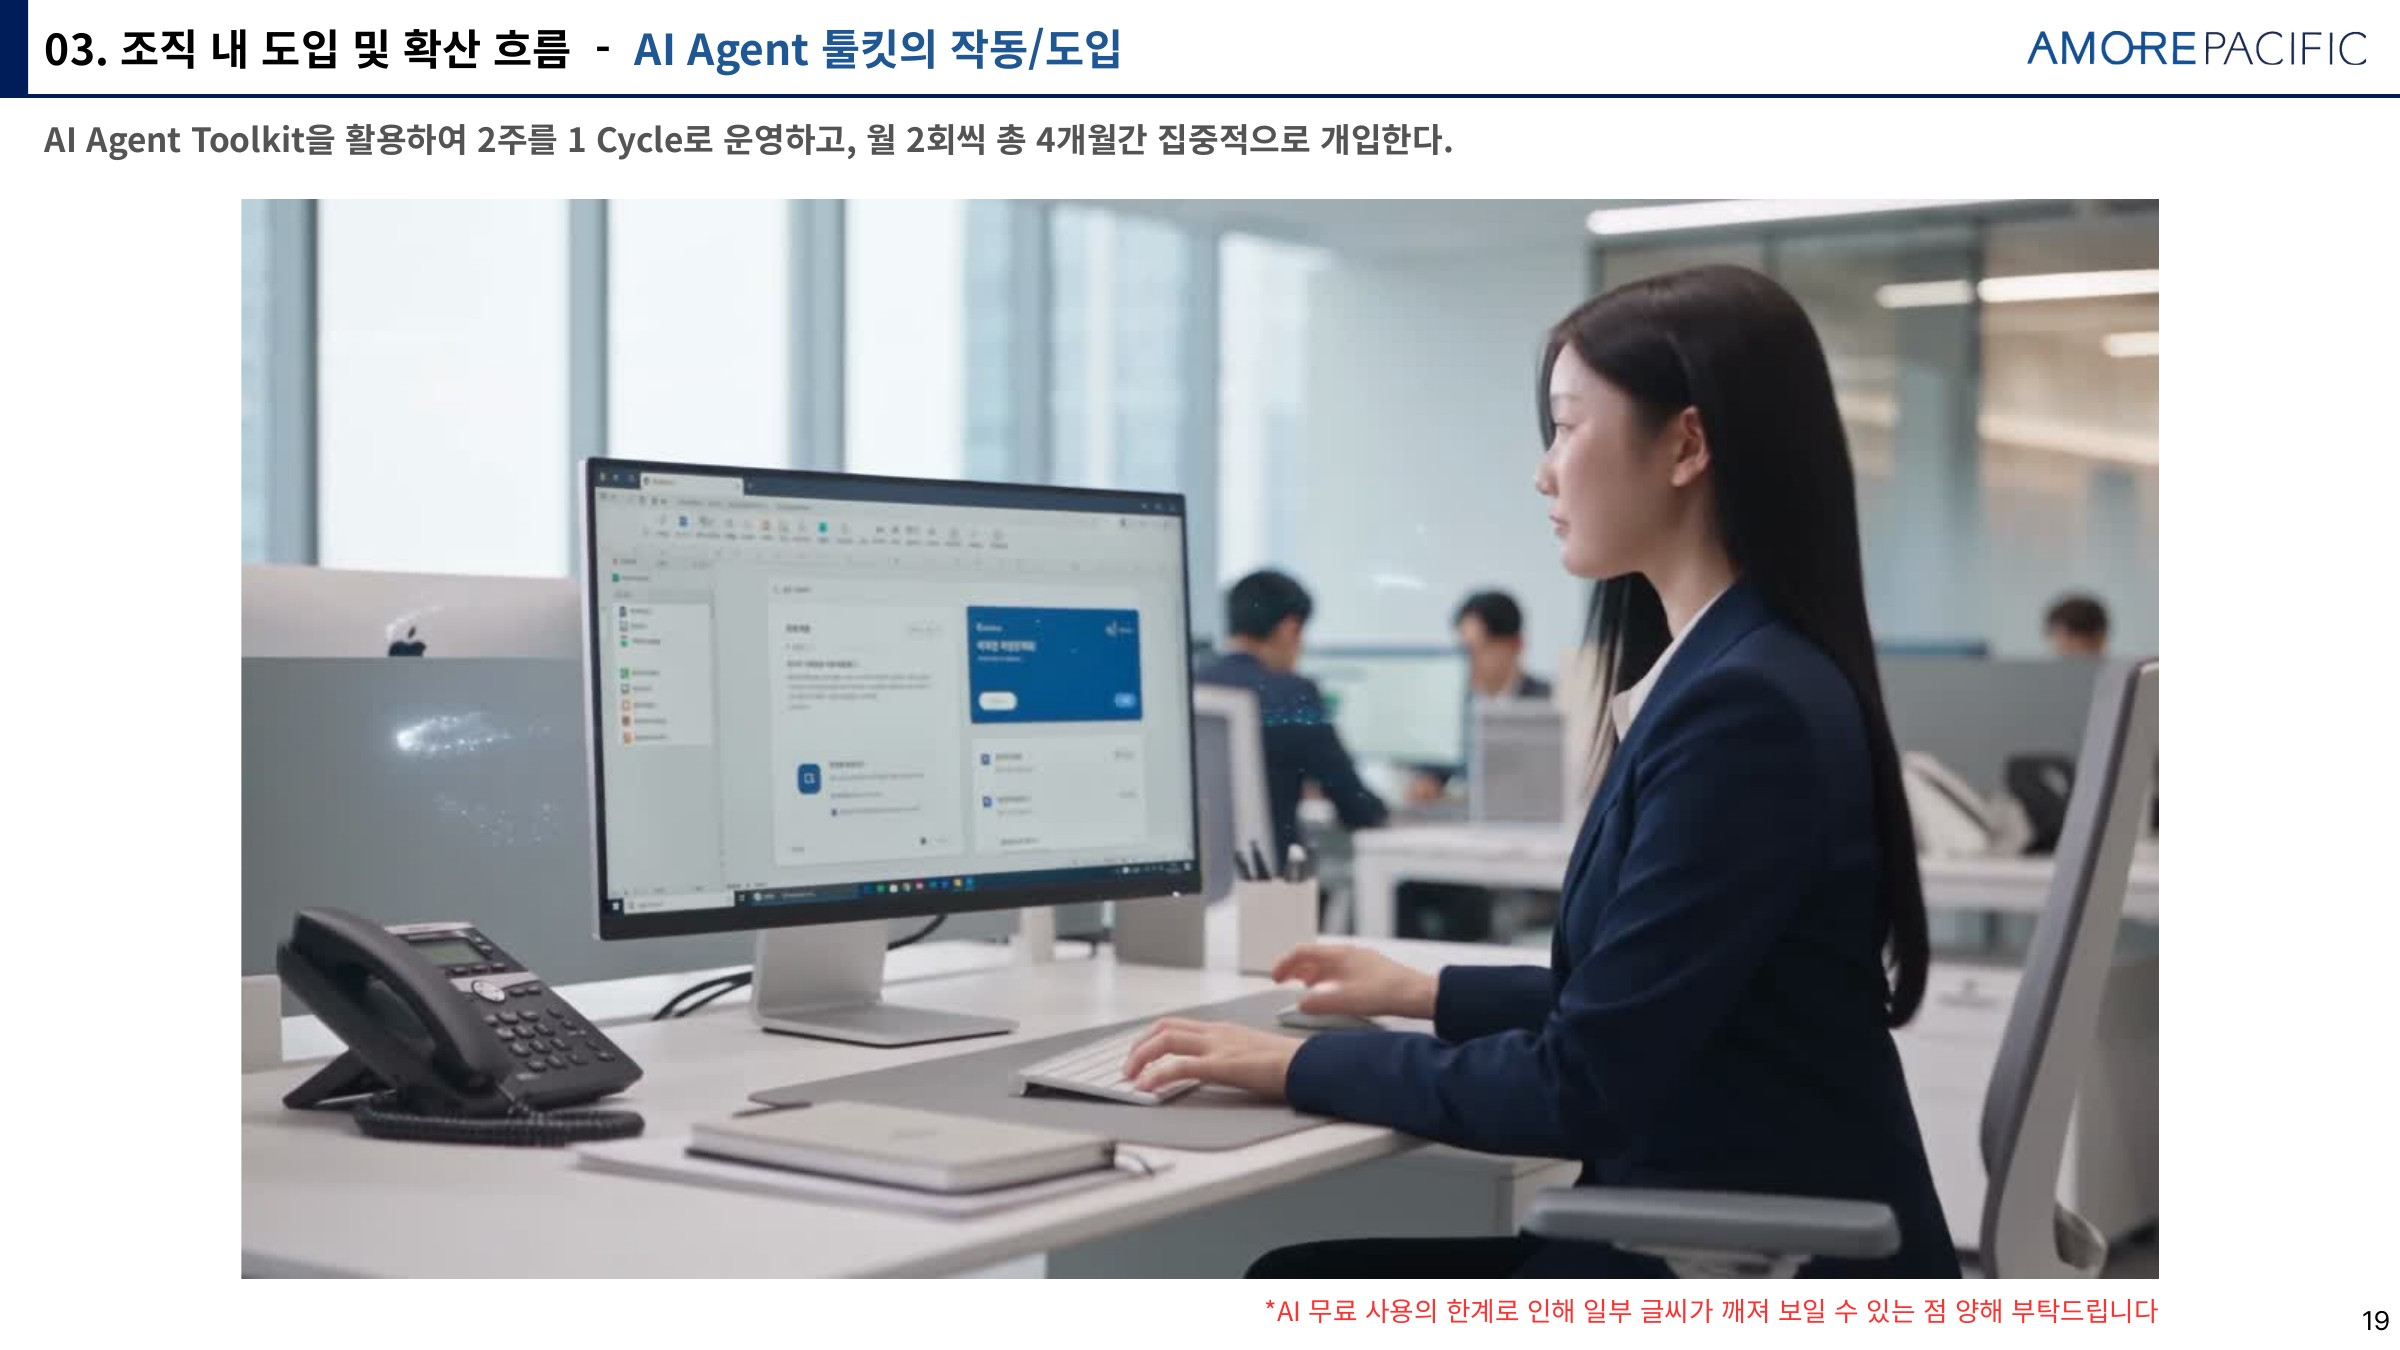 03. 조직 내 도입 및 확산 흐름 - AI Agent 툴킷의 작동/도입
AMOREPACIFIC
AI Agent Toolkit을 활용하여 2주를 1 Cycle로 운영하고, 월 2회씩 총 4개월간 집중적으로 개입한다.
*AI 무료 사용의 한계로 인해 일부 글씨가 깨져 보일 수 있는 점 양해 부탁드립니다
19